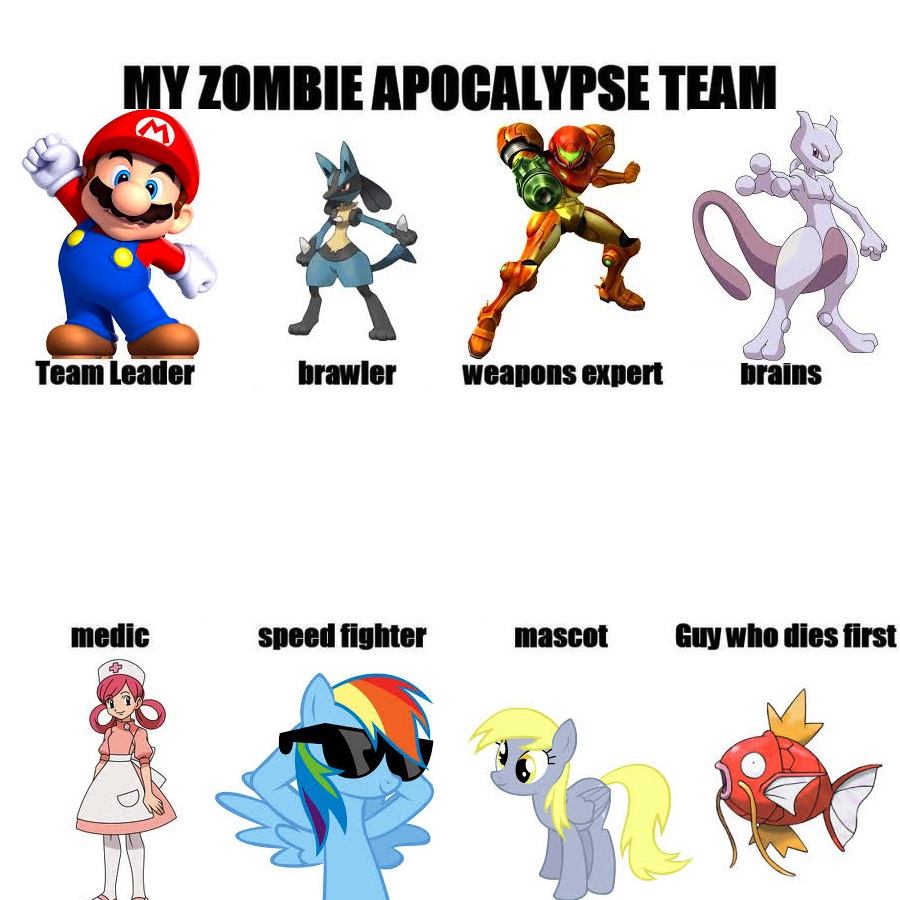 MY ZOMBIE APOCALYPSE TEAM
M
Team Leader brawler weapons expert brains
medic speed fighter mascot Guy who dies first